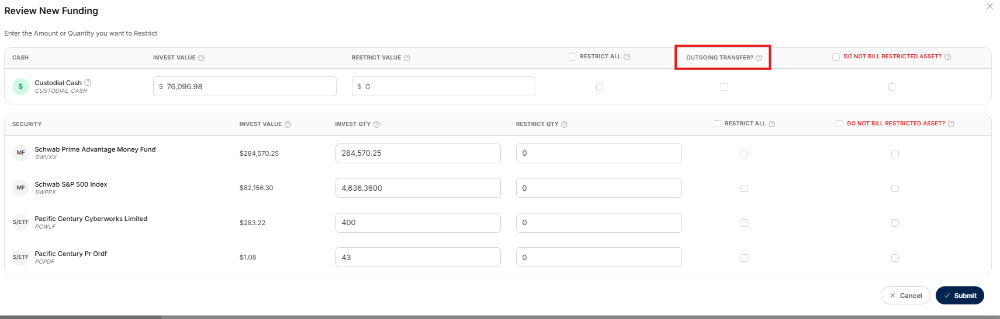 Review New Funding
Enter the Amount or Quantity you want to Restrict
CASH INVEST VALUE ? RESTRICT VALUE ? RESTRICT ALL ? OUTGOING TRANSFER? ? DO NOT BILL RESTRICTED ASSET? ?
$ Custodial Cash ? $ 76,096.98 $ 0
CUSTODIAL_CASH
SECURITY INVEST VALUE ? INVEST QTY ? RESTRICT QTY ? RESTRICT ALL ? DO NOT BILL RESTRICTED ASSET? ?
MF Schwab Prime Advantage Money Fund $284,570.25 284,570.25 0
SWVXX
MF Schwab S&P 500 Index $82,156.30 4,636.3600 0
SWPPX
S/ETF Pacific Century Cyberworks Limited $283.22 400 0
PCWLF
S/ETF Pacific Century Pr Ordf $1.08 43 0
PCPDF
Cancel Submit